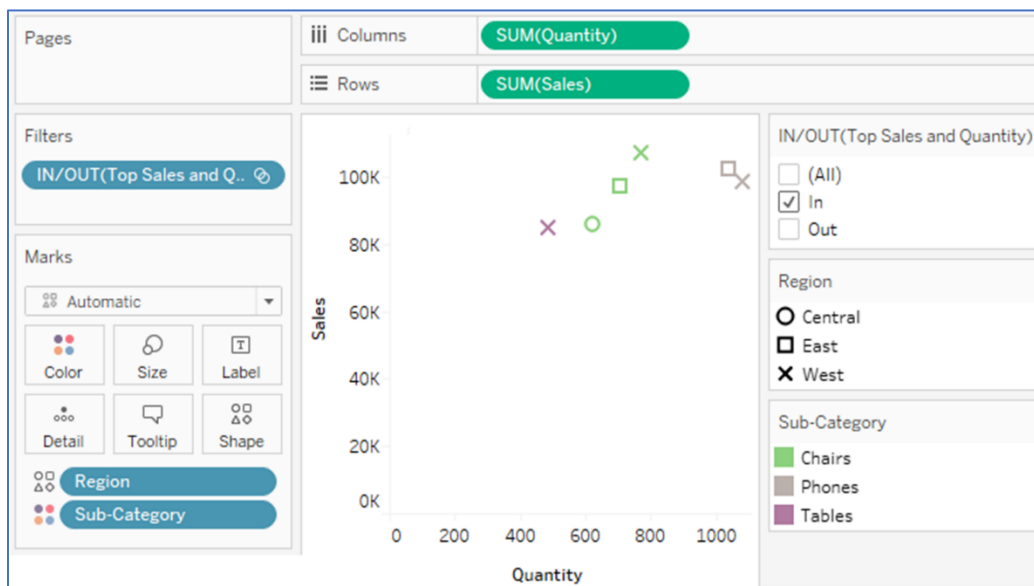 Pages
Columns
SUM(Quantity)
Rows
SUM(Sales)
Filters
IN/OUT(Top Sales and Q..
Marks
Automatic
Color
Size
Label
Detail
Tooltip
Shape
Region
Sub-Category
100K
80K
60K
40K
20K
0K
Sales
0 200 400 600 800 1000
Quantity
IN/OUT(Top Sales and Quantity)
(All)
In
Out
Region
Central
East
West
Sub-Category
Chairs
Phones
Tables